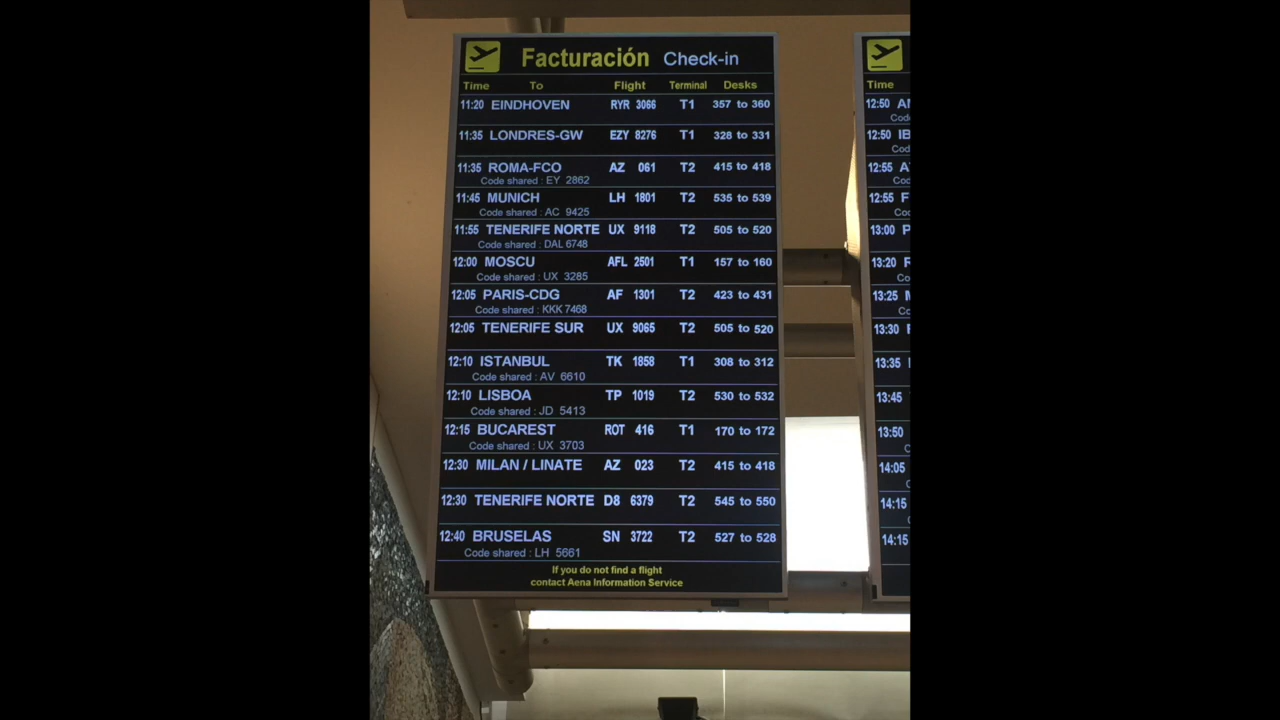 Facturación Check-in
Time To Flight Terminal Desks
11:20 EINDHOVEN RYR 3066 T1 357 to 360
11:35 LONDRES-GW EZY 8276 T1 328 to 331
11:35 ROMA-FCO AZ 061 T2 415 to 418
Code shared : EY 2862
11:45 MUNICH LH 1801 T2 535 to 539
Code shared : AC 9425
11:55 TENERIFE NORTE UX 9118 T2 505 to 520
Code shared : DAL 6748
12:00 MOSCU AFL 2501 T1 157 to 160
Code shared : UX 3285
12:05 PARIS-CDG AF 1301 T2 423 to 431
Code shared : KKK 7468
12:05 TENERIFE SUR UX 9065 T2 505 to 520
12:10 ISTANBUL TK 1858 T1 308 to 312
Code shared : AV 6610
12:10 LISBOA TP 1019 T2 530 to 532
Code shared : JD 5413
12:15 BUCAREST ROT 416 T1 170 to 172
Code shared : UX 3703
12:30 MILAN / LINATE AZ 023 T2 415 to 418
12:30 TENERIFE NORTE D8 6379 T2 545 to 550
12:40 BRUSELAS SN 3722 T2 527 to 528
Code shared : LH 5661
If you do not find a flight
contact Aena Information Service
Time
12:50
12:50
12:55
12:55
13:00
13:20
13:25
13:30
13:35
13:45
13:50
14:05
14:15
14:15